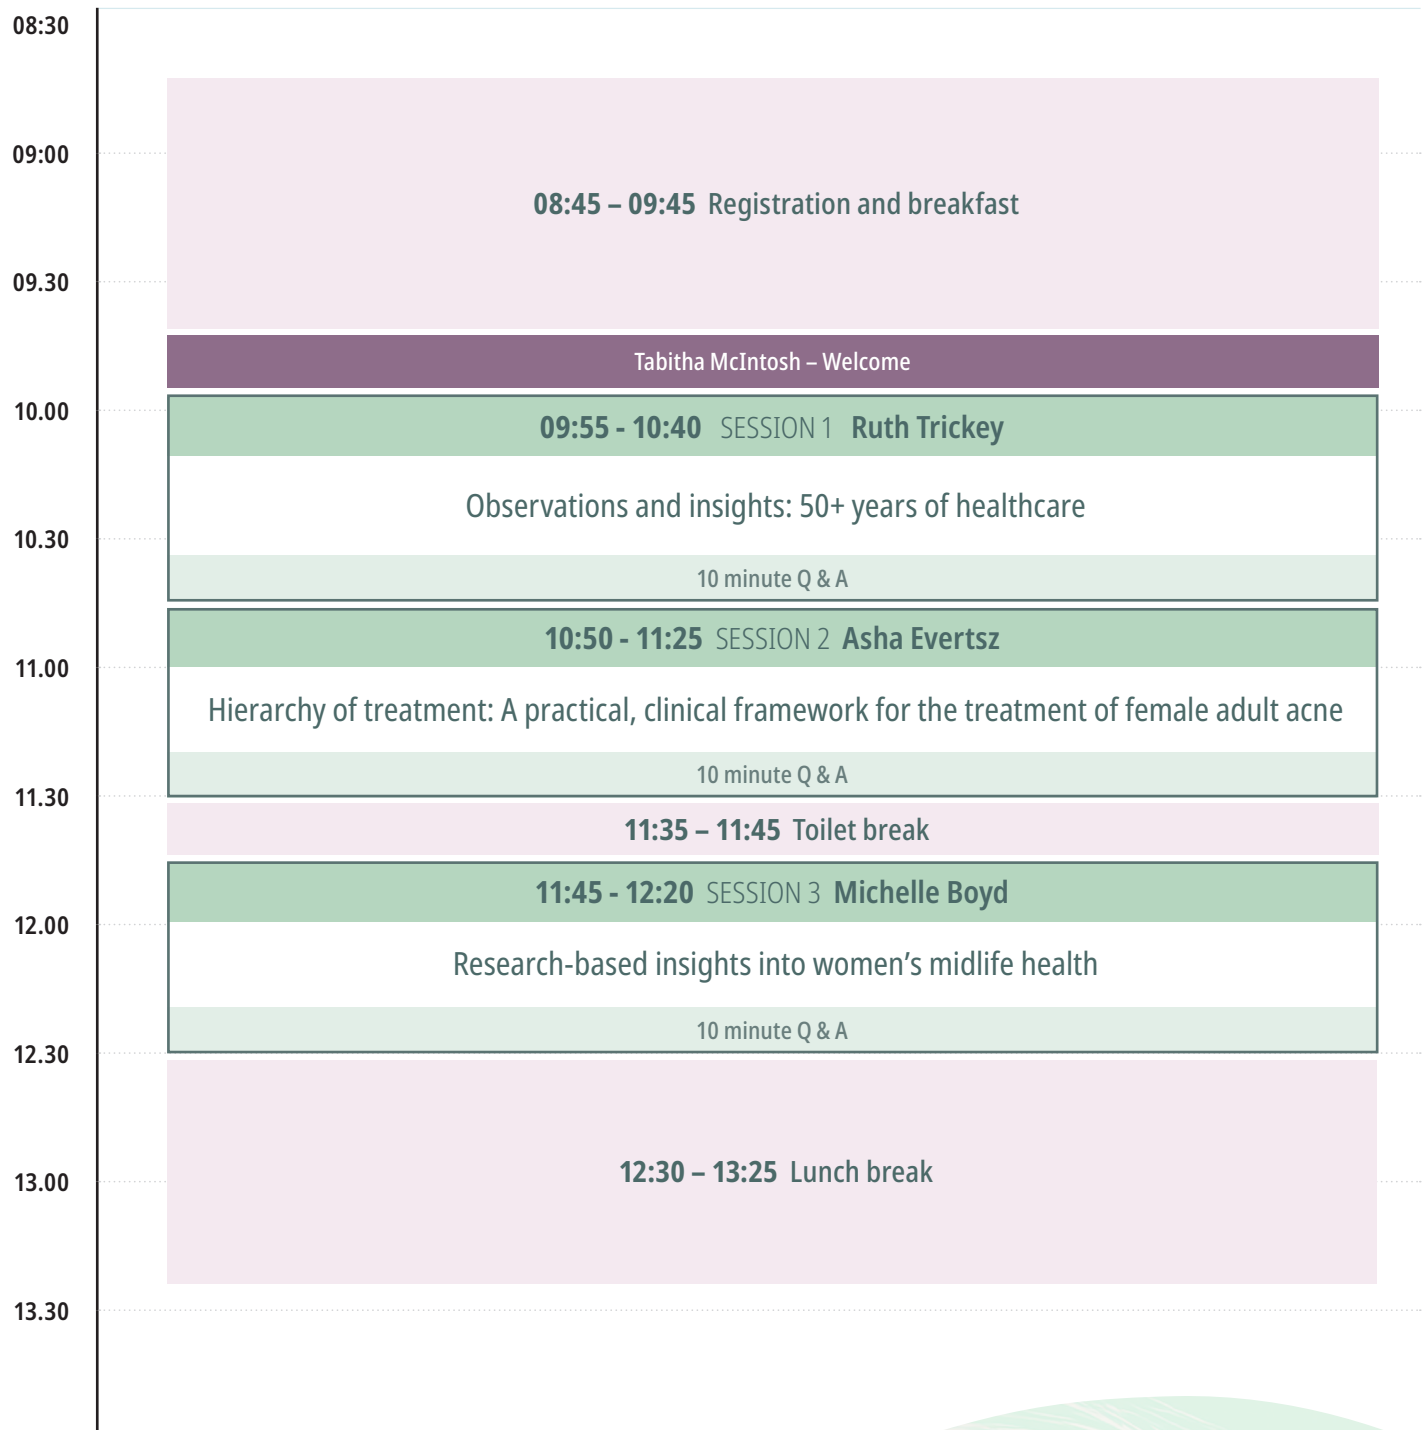 08:30
09:00
08:45 – 09:45 Registration and breakfast
09.30
Tabitha McIntosh – Welcome
10.00
09:55 - 10:40 SESSION 1 Ruth Trickey
Observations and insights: 50+ years of healthcare
10.30
10 minute Q & A
10:50 - 11:25 SESSION 2 Asha Evertsz
11.00
Hierarchy of treatment: A practical, clinical framework for the treatment of female adult acne
10 minute Q & A
11.30
11:35 – 11:45 Toilet break
11:45 - 12:20 SESSION 3 Michelle Boyd
12.00
Research-based insights into women’s midlife health
10 minute Q & A
12.30
12:30 – 13:25 Lunch break
13.00
13.30